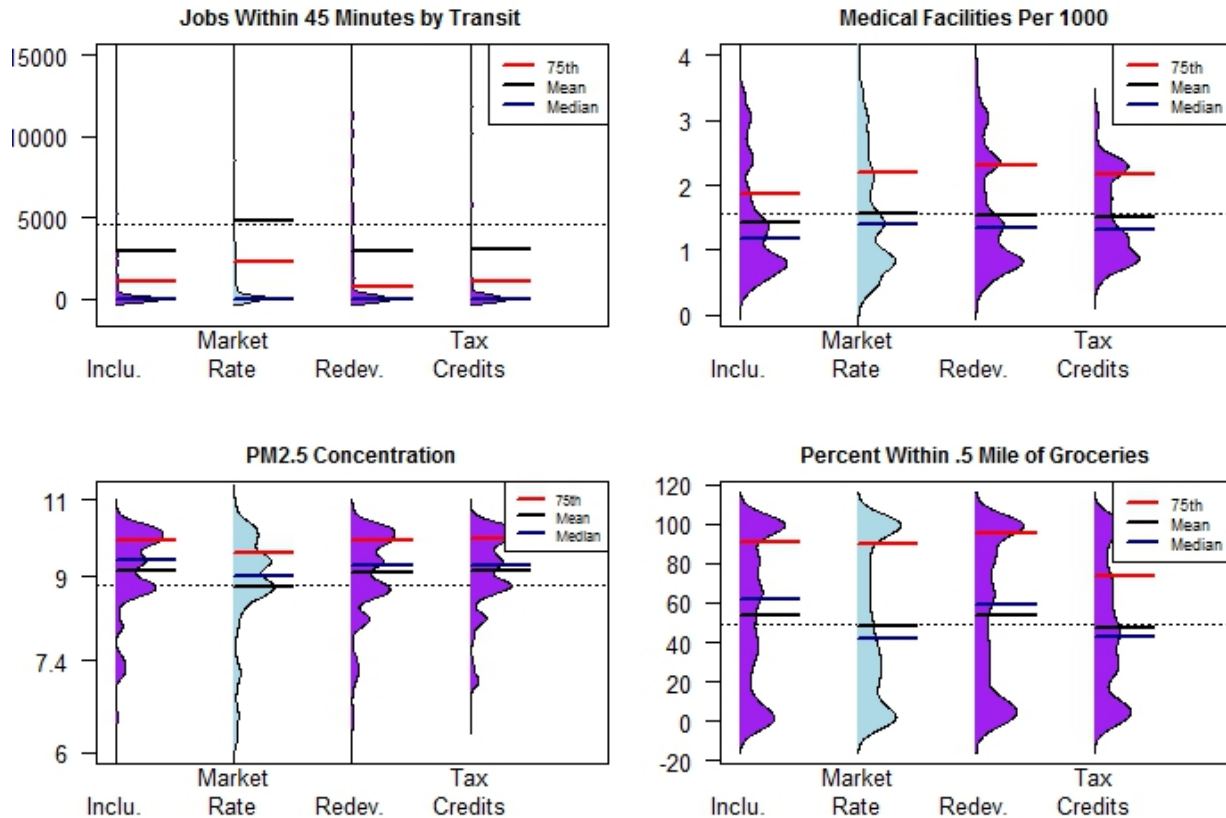 Jobs Within 45 Minutes by Transit
15000
10000
5000
0
75th
Mean
Median
Market
Tax
Inclu. Rate Redev. Credits
Medical Facilities Per 1000
4
3
2
1
0
75th
Mean
Median
Market
Tax
Inclu. Rate Redev. Credits
PM2.5 Concentration
11
9
7.4
6
75th
Mean
Median
Market
Tax
Inclu. Rate Redev. Credits
Percent Within .5 Mile of Groceries
120
100
80
60
40
20
0
-20
75th
Mean
Median
Market
Tax
Inclu. Rate Redev. Credits